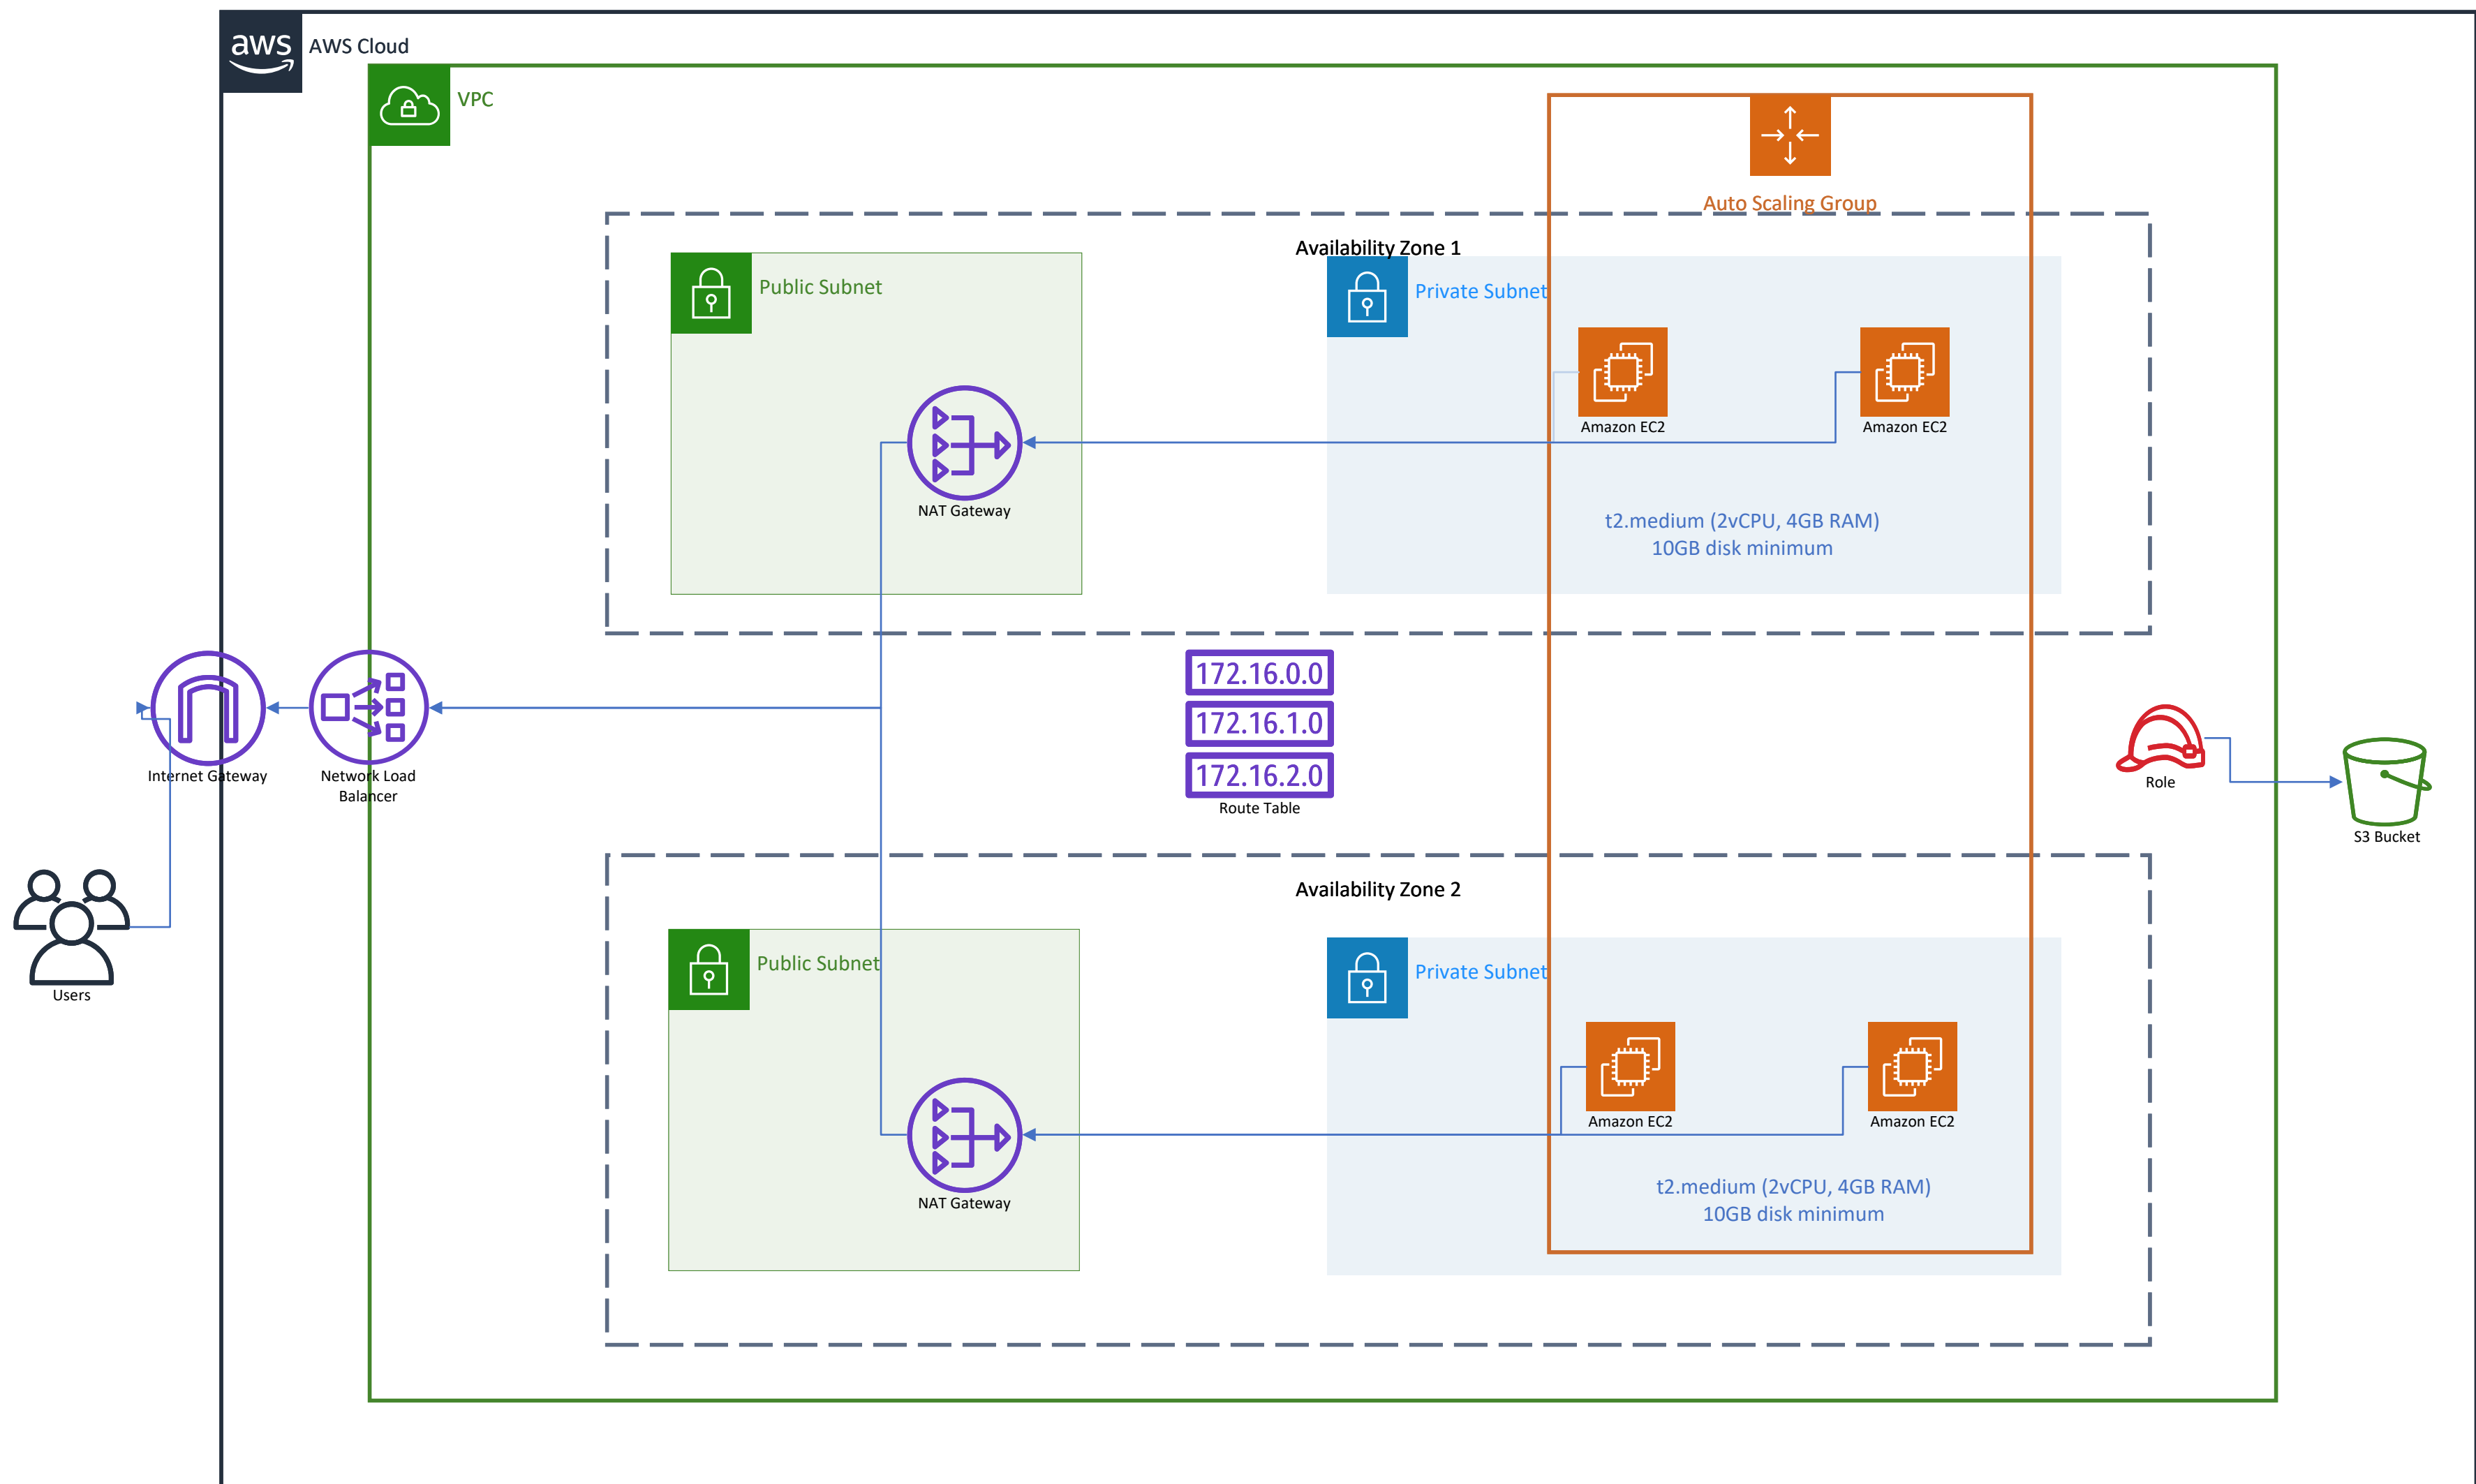 aws
AWS Cloud
VPC
Auto Scaling Group
Availability Zone 1
Public Subnet
Private Subnet
Amazon EC2
Amazon EC2
NAT Gateway
t2.medium (2vCPU, 4GB RAM)
10GB disk minimum
172.16.0.0
172.16.1.0
172.16.2.0
Route Table
Internet Gateway
Network Load
Balancer
Role
S3 Bucket
Users
Availability Zone 2
Public Subnet
Private Subnet
Amazon EC2
Amazon EC2
NAT Gateway
t2.medium (2vCPU, 4GB RAM)
10GB disk minimum